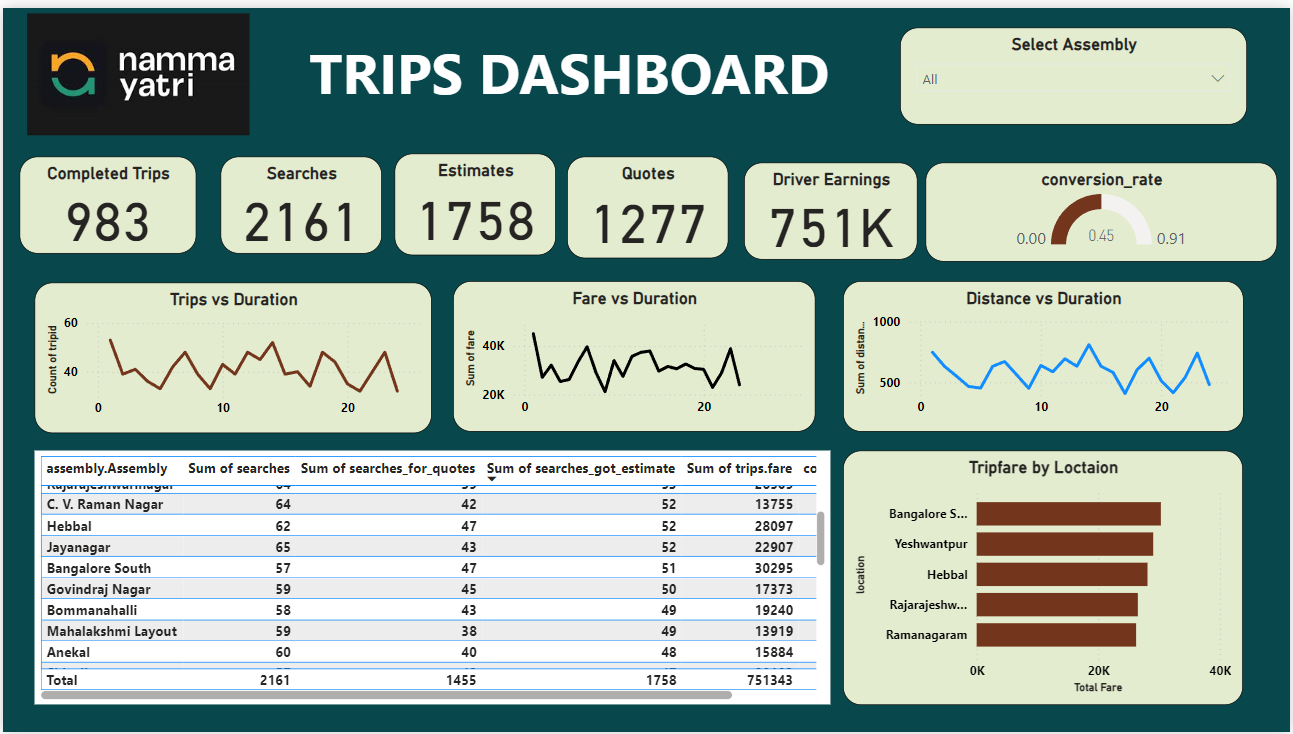 namma
yatri
TRIPS DASHBOARD
Select Assembly
All
Completed Trips
983
Searches
2161
Estimates
1758
Quotes
1277
Driver Earnings
751K
conversion_rate
0.00
0.45
0.91
Trips vs Duration
Count of tripid
60
40
0 10 20
Fare vs Duration
Sum of fare
40K
20K
0 20
Distance vs Duration
Sum of distan...
1000
500
0 10 20
assembly.Assembly Sum of searches Sum of searches_for_quotes Sum of searches_got_estimate Sum of trips.fare co
C. V. Raman Nagar 64 42 52 13755
Hebbal 62 47 52 28097
Jayanagar 65 43 52 22907
Bangalore South 57 47 51 30295
Govindraj Nagar 59 45 50 17373
Bommanahalli 58 43 49 19240
Mahalakshmi Layout 59 38 49 13919
Anekal 60 40 48 15884
Total 2161 1455 1758 751343
Tripfare by Loctaion
location
Bangalore S...
Yeshwantpur
Hebbal
Rajarajeshw...
Ramanagaram
0K 20K 40K
Total Fare